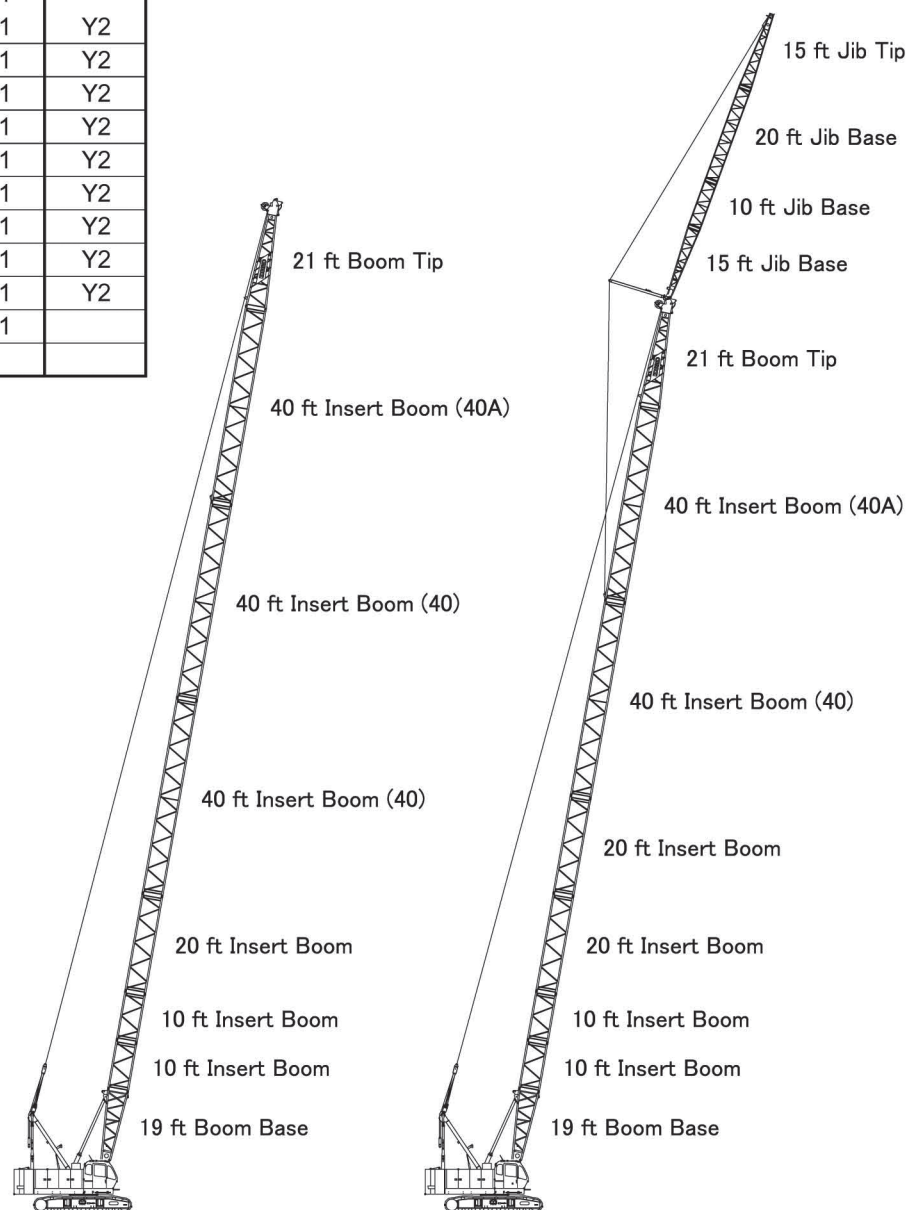 1 Y2
1 Y2
1 Y2
1 Y2
1 Y2
1 Y2
1 Y2
1 Y2
1 Y2
1
21 ft Boom Tip
40 ft Insert Boom (40A)
40 ft Insert Boom (40)
40 ft Insert Boom (40)
20 ft Insert Boom
10 ft Insert Boom
10 ft Insert Boom
19 ft Boom Base
15 ft Jib Tip
20 ft Jib Base
10 ft Jib Base
15 ft Jib Base
21 ft Boom Tip
40 ft Insert Boom (40A)
40 ft Insert Boom (40)
20 ft Insert Boom
20 ft Insert Boom
10 ft Insert Boom
10 ft Insert Boom
19 ft Boom Base